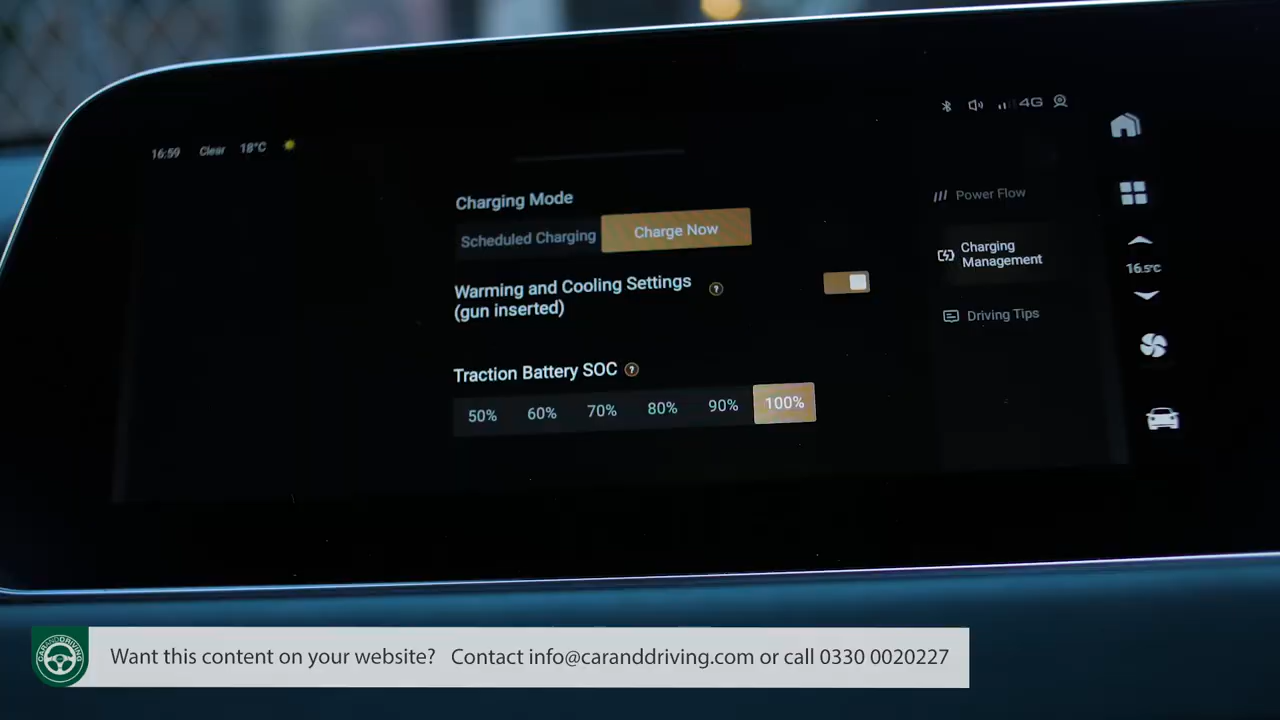 16:59 Clear 18°C
4G
Charging Mode
Scheduled Charging Charge Now
Warming and Cooling Settings ?
(gun inserted)
Traction Battery SOC ?
50% 60% 70% 80% 90% 100%
Power Flow
Charging
Management
Driving Tips
16.5°C
CARANDDRIVING
Want this content on your website? Contact info@caranddriving.com or call 0330 0020227